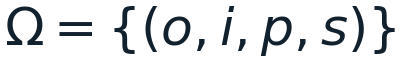 Ω = {(o, i, p, s)}